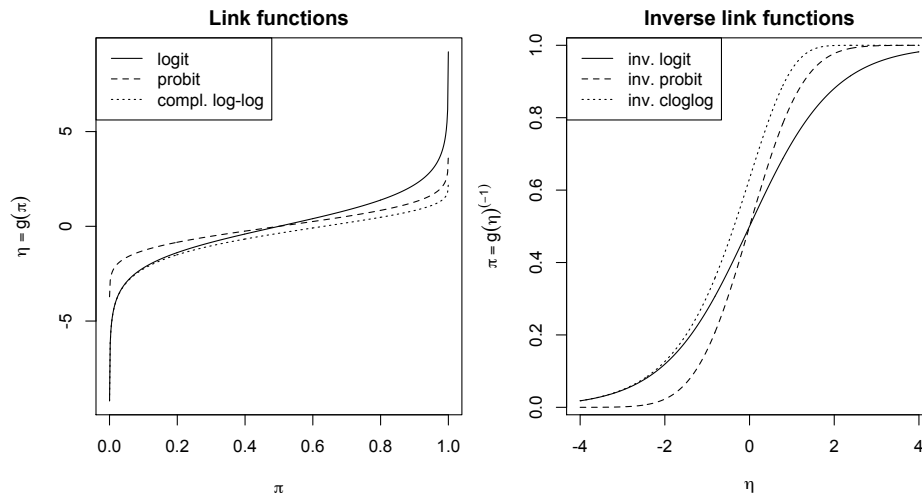 Link functions
logit
probit
compl. log-log
η = g(π)
5
0
-5
0.0 0.2 0.4 0.6 0.8 1.0
π
Inverse link functions
inv. logit
inv. probit
inv. cloglog
π = g(η)^(-1)
1.0
0.8
0.6
0.4
0.2
0.0
-4 -2 0 2 4
η